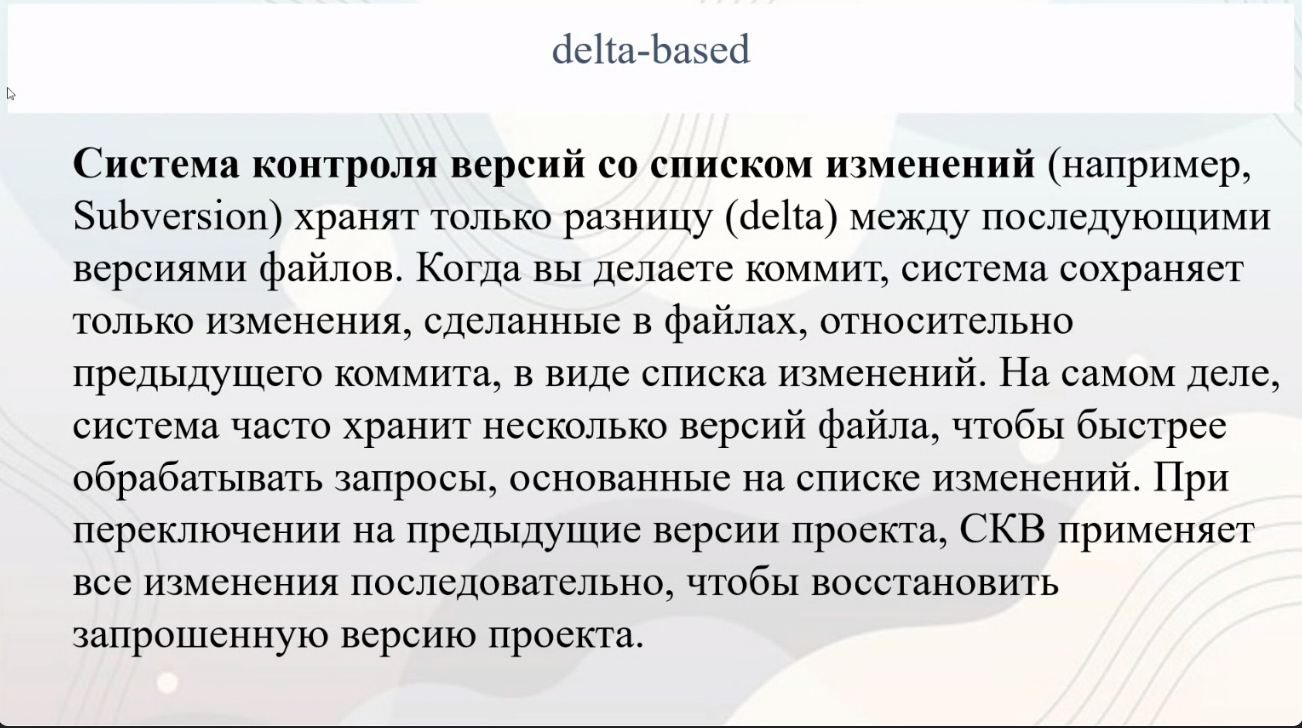 delta-based
Система контроля версий со списком изменений (например,
Subversion) хранят только разницу (delta) между последующими
версиями файлов. Когда вы делаете коммит, система сохраняет
только изменения, сделанные в файлах, относительно
предыдущего коммита, в виде списка изменений. На самом деле,
система часто хранит несколько версий файла, чтобы быстрее
обрабатывать запросы, основанные на списке изменений. При
переключении на предыдущие версии проекта, СКВ применяет
все изменения последовательно, чтобы восстановить
запрошенную версию проекта.